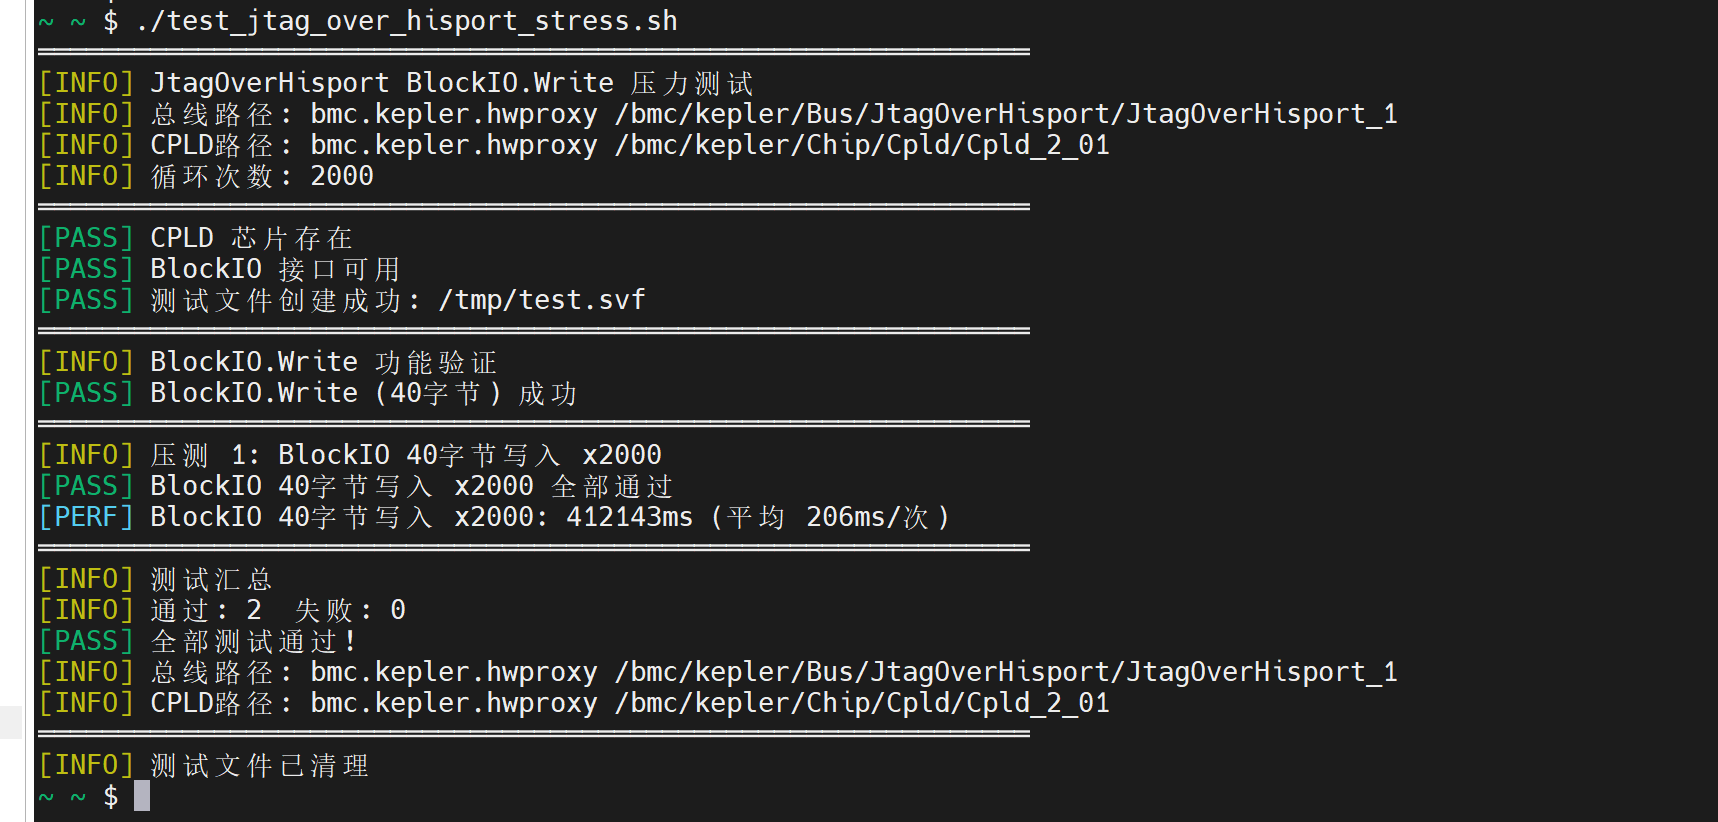 ~ ~ $ ./test_jtag_over_hisport_stress.sh
[INFO] JtagOverHisport BlockIO.Write 压力测试
[INFO] 总线路径: bmc.kepler.hwproxy /bmc/kepler/Bus/JtagOverHisport/JtagOverHisport_1
[INFO] CPLD路径: bmc.kepler.hwproxy /bmc/kepler/Chip/Cpld/Cpld_2_01
[INFO] 循环次数: 2000
[PASS] CPLD 芯片存在
[PASS] BlockIO 接口可用
[PASS] 测试文件创建成功: /tmp/test.svf
[INFO] BlockIO.Write 功能验证
[PASS] BlockIO.Write (40字节) 成功
[INFO] 压测 1: BlockIO 40字节写入 x2000
[PASS] BlockIO 40字节写入 x2000 全部通过
[PERF] BlockIO 40字节写入 x2000: 412143ms (平均 206ms/次)
[INFO] 测试汇总
[INFO] 通过: 2  失败: 0
[PASS] 全部测试通过!
[INFO] 总线路径: bmc.kepler.hwproxy /bmc/kepler/Bus/JtagOverHisport/JtagOverHisport_1
[INFO] CPLD路径: bmc.kepler.hwproxy /bmc/kepler/Chip/Cpld/Cpld_2_01
[INFO] 测试文件已清理
~ ~ $